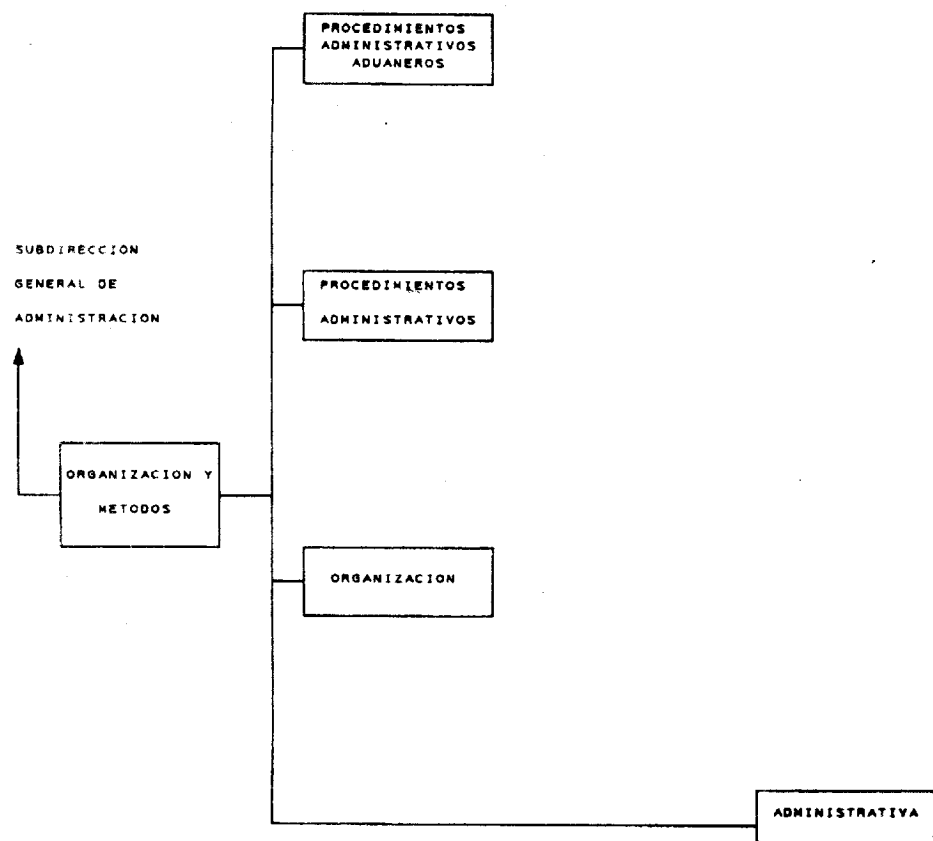 PROCEDIMIENTOS
ADMINISTRATIVOS
ADUANEROS
SUBDIRECCION
GENERAL DE
ADMINISTRACION
PROCEDIMIENTOS
ADMINISTRATIVOS
ORGANIZACION Y
METODOS
ORGANIZACION
ADMINISTRATIVA